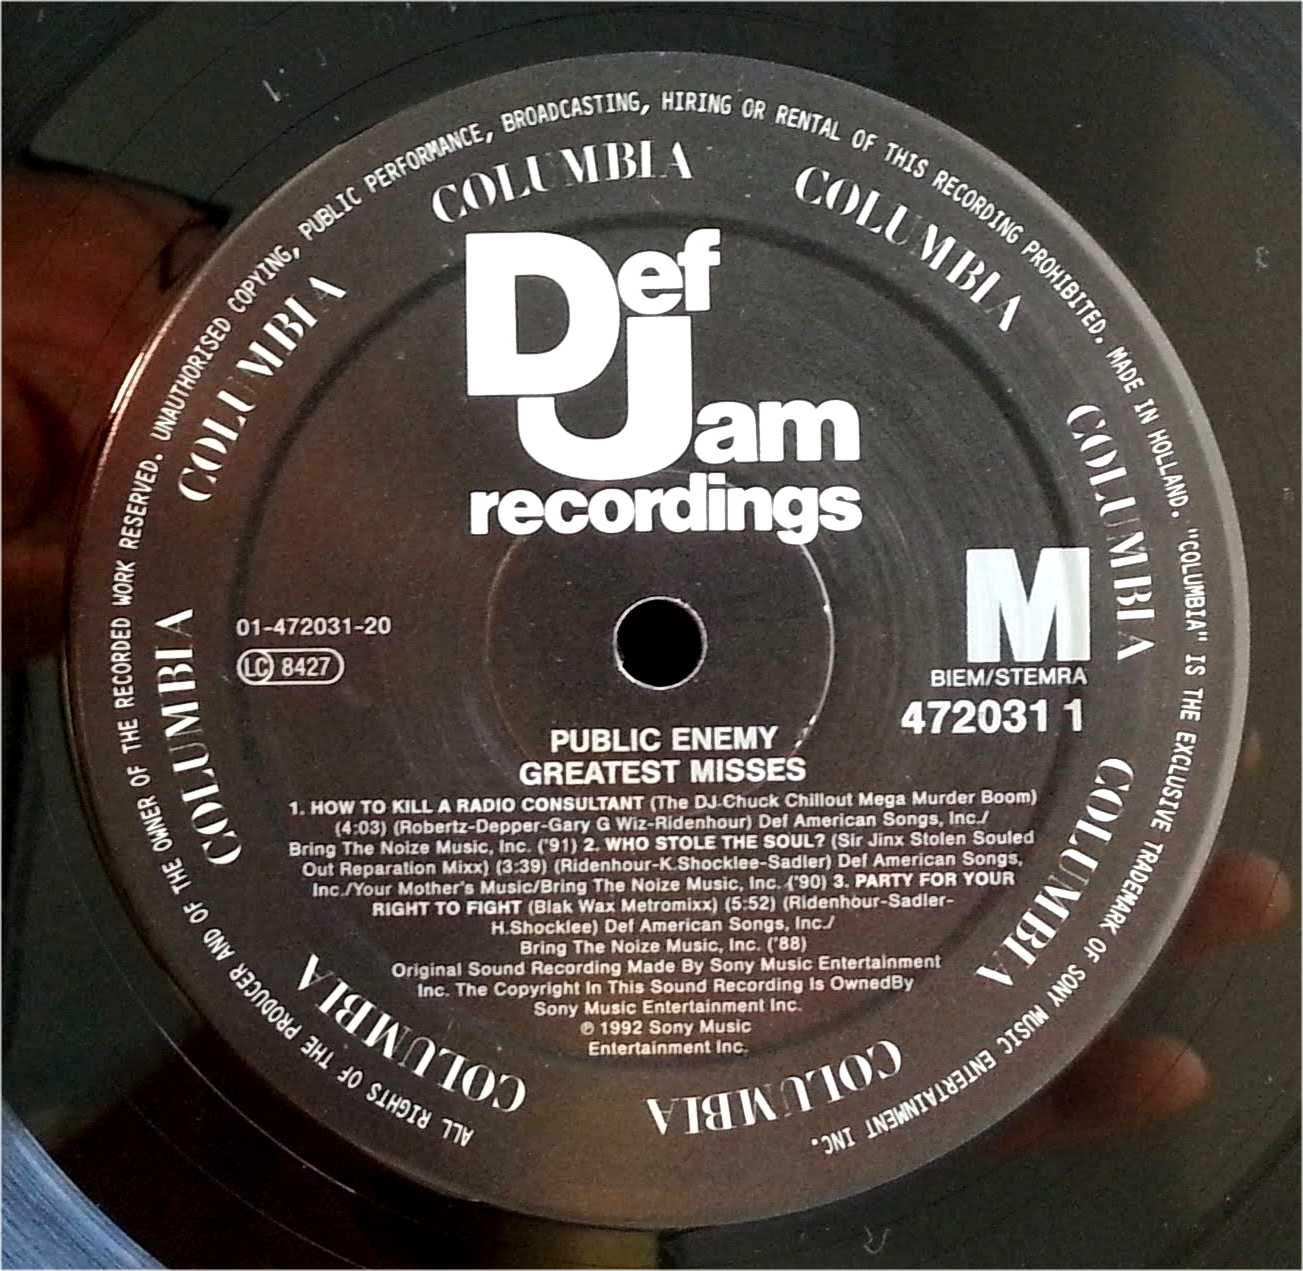 ALL RIGHTS OF THE PRODUCER AND OF THE OWNER OF THE RECORDED WORK RESERVED. UNAUTHORISED COPYING, PUBLIC PERFORMANCE, BROADCASTING, HIRING OR RENTAL OF THIS RECORDING PROHIBITED. MADE IN HOLLAND. "COLUMBIA" IS THE EXCLUSIVE TRADEMARK OF SONY MUSIC ENTERTAINMENT INC.
COLUMBIA
COLUMBIA
COLUMBIA
COLUMBIA
COLUMBIA
COLUMBIA
COLUMBIA
COLUMBIA
Def
Jam
recordings
01-472031-20
LC 8427
M
BIEM/STEMRA
472031 1
PUBLIC ENEMY
GREATEST MISSES
1. HOW TO KILL A RADIO CONSULTANT (The DJ Chuck Chillout Mega Murder Boom)
(4:03) (Robertz-Depper-Gary G Wiz-Ridenhour) Def American Songs, Inc./
Bring The Noize Music, Inc. ('91) 2. WHO STOLE THE SOUL? (Sir Jinx Stolen Souled
Out Reparation Mixx) (3:39) (Ridenhour-K.Shocklee-Sadler) Def American Songs,
Inc./Your Mother's Music/Bring The Noize Music, Inc. ('90) 3. PARTY FOR YOUR
RIGHT TO FIGHT (Blak Wax Metromixx) (5:52) (Ridenhour-Sadler-
H.Shocklee) Def American Songs, Inc./
Bring The Noize Music, Inc. ('88)
Original Sound Recording Made By Sony Music Entertainment
Inc. The Copyright In This Sound Recording Is OwnedBy
Sony Music Entertainment Inc.
℗ 1992 Sony Music
Entertainment Inc.